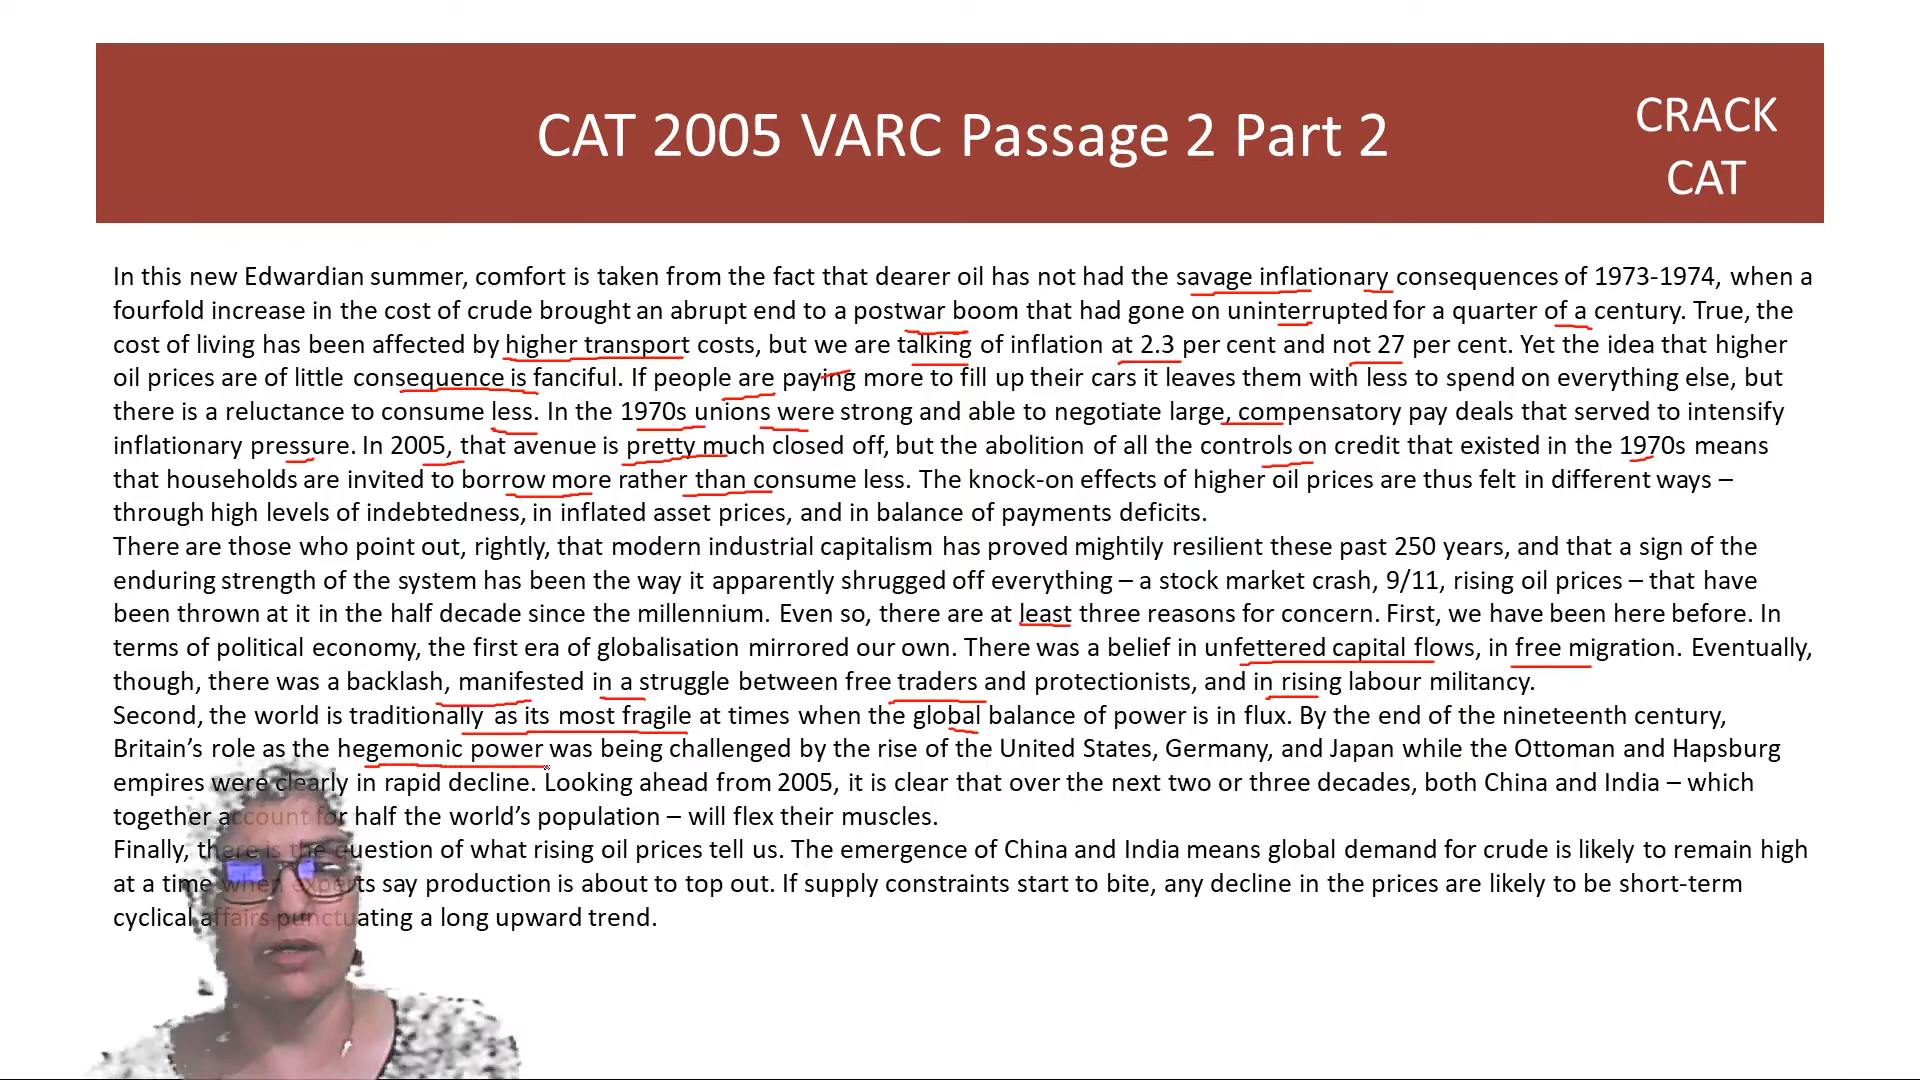 CAT 2005 VARC Passage 2 Part 2
CRACK
CAT
In this new Edwardian summer, comfort is taken from the fact that dearer oil has not had the savage inflationary consequences of 1973-1974, when a
fourfold increase in the cost of crude brought an abrupt end to a postwar boom that had gone on uninterrupted for a quarter of a century. True, the
cost of living has been affected by higher transport costs, but we are talking of inflation at 2.3 per cent and not 27 per cent. Yet the idea that higher
oil prices are of little consequence is fanciful. If people are paying more to fill up their cars it leaves them with less to spend on everything else, but
there is a reluctance to consume less. In the 1970s unions were strong and able to negotiate large, compensatory pay deals that served to intensify
inflationary pressure. In 2005, that avenue is pretty much closed off, but the abolition of all the controls on credit that existed in the 1970s means
that households are invited to borrow more rather than consume less. The knock-on effects of higher oil prices are thus felt in different ways –
through high levels of indebtedness, in inflated asset prices, and in balance of payments deficits.
There are those who point out, rightly, that modern industrial capitalism has proved mightily resilient these past 250 years, and that a sign of the
enduring strength of the system has been the way it apparently shrugged off everything – a stock market crash, 9/11, rising oil prices – that have
been thrown at it in the half decade since the millennium. Even so, there are at least three reasons for concern. First, we have been here before. In
terms of political economy, the first era of globalisation mirrored our own. There was a belief in unfettered capital flows, in free migration. Eventually,
though, there was a backlash, manifested in a struggle between free traders and protectionists, and in rising labour militancy.
Second, the world is traditionally as its most fragile at times when the global balance of power is in flux. By the end of the nineteenth century,
Britain’s role as the hegemonic power was being challenged by the rise of the United States, Germany, and Japan while the Ottoman and Hapsburg
empires were clearly in rapid decline. Looking ahead from 2005, it is clear that over the next two or three decades, both China and India – which
together account for half the world’s population – will flex their muscles.
Finally, there is the question of what rising oil prices tell us. The emergence of China and India means global demand for crude is likely to remain high
at a time when experts say production is about to top out. If supply constraints start to bite, any decline in the prices are likely to be short-term
cyclical affairs punctuating a long upward trend.